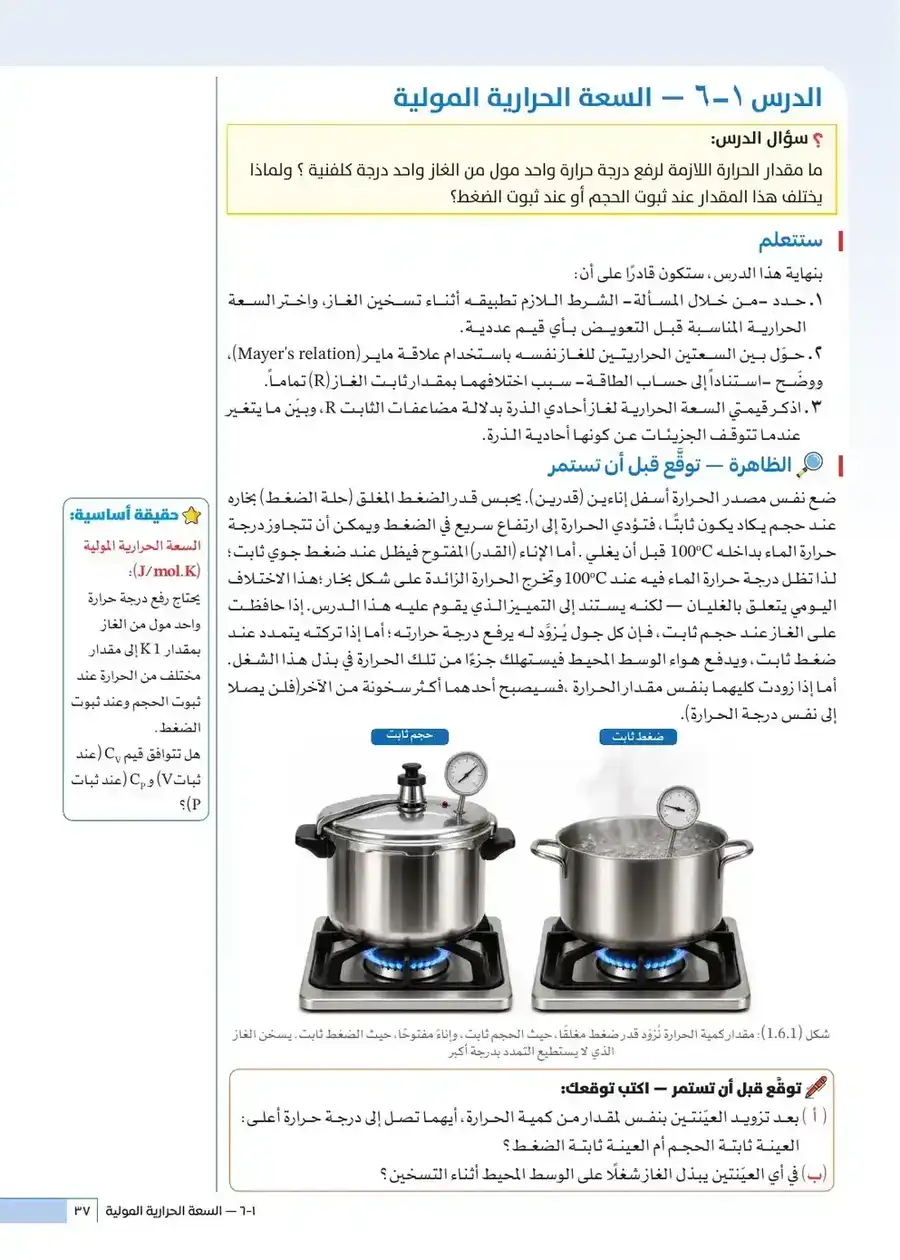 الدرس ١-٦ — السعة الحرارية المولية
؟ سؤال الدرس:
ما مقدار الحرارة اللازمة لرفع درجة حرارة واحد مول من الغاز واحد درجة كلفنية ؟ ولماذا
يختلف هذا المقدار عند ثبوت الحجم أو عند ثبوت الضغط؟
ستتعلم
بنهاية هذا الدرس، ستكون قادرًا على أن:
١. حدد -من خلال المسألة- الشرط اللازم تطبيقه أثناء تسخين الغاز، واختر السعة
الحرارية المناسبة قبل التعويض بأي قيم عددية.
٢. حوّل بين السعتين الحراريتين للغاز نفسه باستخدام علاقة ماير (Mayer's relation)،
ووضّح -استناداً إلى حساب الطاقة- سبب اختلافهما بمقدار ثابت الغاز (R) تماماً.
٣. اذكر قيمتي السعة الحرارية لغاز أحادي الذرة بدلالة مضاعفات الثابت R، وبيّن ما يتغير
عندما تتوقف الجزيئات عن كونها أحادية الذرة.
الظاهرة — توقَّع قبل أن تستمر
ضع نفس مصدر الحرارة أسفل إناءين (قدرين). يحبس قدر الضغط المغلق (حلة الضغط) بخاره
عند حجم يكاد يكون ثابتًا، فتؤدي الحرارة إلى ارتفاع سريع في الضغط ويمكن أن تتجاوز درجة
حرارة الماء بداخله 100°C قبل أن يغلي . أما الإناء (القدر) المفتوح فيظل عند ضغط جوي ثابت؛
لذا تظل درجة حرارة الماء فيه عند 100°C وتخرج الحرارة الزائدة على شكل بخار ؛هذا الاختلاف
اليومي يتعلق بالغليان — لكنه يستند إلى التمييز الذي يقوم عليه هذا الدرس. إذا حافظت
على الغاز عند حجم ثابت، فإن كل جول يُزوَّد له يرفع درجة حرارته؛ أما إذا تركته يتمدد عند
ضغط ثابت، ويدفع هواء الوسط المحيط فيستهلك جزءًا من تلك الحرارة في بذل هذا الشغل.
أما إذا زودت كليهما بنفس مقدار الحرارة ،فسيصبح أحدهما أكثر سخونة من الآخر(فلن يصلا
إلى نفس درجة الحرارة).
حقيقة أساسية:
السعة الحرارية المولية
(J/mol.K):
يحتاج رفع درجة حرارة
واحد مول من الغاز
بمقدار 1 K إلى مقدار
مختلف من الحرارة عند
ثبوت الحجم وعند ثبوت
الضغط.
هل تتوافق قيم Cᵥ (عند
ثبات V) و Cₚ (عند ثبات
P)؟
ضغط ثابت
حجم ثابت
شكل (1.6.1): مقدار كمية الحرارة تُزوّد قدر ضغط مغلقًا، حيث الحجم ثابت، وإناءً مفتوحًا، حيث الضغط ثابت. يسخن الغاز
الذي لا يستطيع التمدد بدرجة أكبر
توقَّع قبل أن تستمر — اكتب توقعك:
(أ) بعد تزويد العيّنتين بنفس لمقدار من كمية الحرارة، أيهما تصل إلى درجة حرارة أعلى:
العينة ثابتة الحجم أم العينة ثابتة الضغط؟
(ب) في أي العيّنتين يبذل الغاز شغلًا على الوسط المحيط أثناء التسخين؟
١-٦ — السعة الحرارية المولية
٣٧